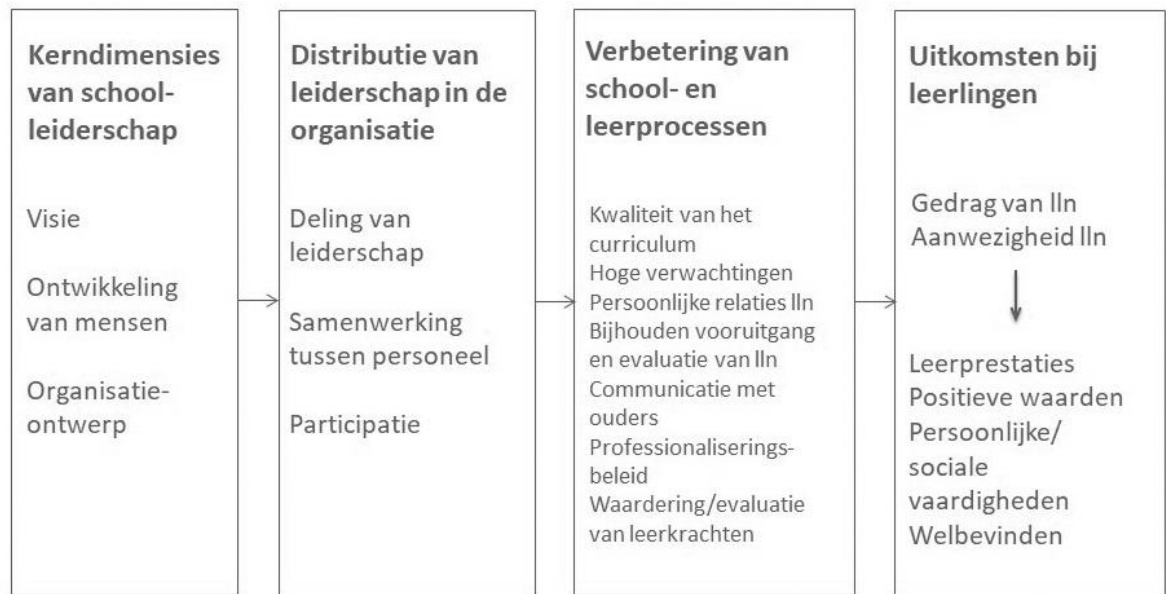 Kerndimensies
van school-
leiderschap
Visie
Ontwikkeling
van mensen
Organisatie-
ontwerp
Distributie van
leiderschap in de
organisatie
Deling van
leiderschap
Samenwerking
tussen personeel
Participatie
Verbetering van
school- en
leerprocessen
Kwaliteit van het
curriculum
Hoge verwachtingen
Persoonlijke relaties lln
Bijhouden vooruitgang
en evaluatie van lln
Communicatie met
ouders
Professionaliserings-
beleid
Waardering/evaluatie
van leerkrachten
Uitkomsten bij
leerlingen
Gedrag van lln
Aanwezigheid lln
Leerprestaties
Positieve waarden
Persoonlijke/
sociale
vaardigheden
Welbevinden